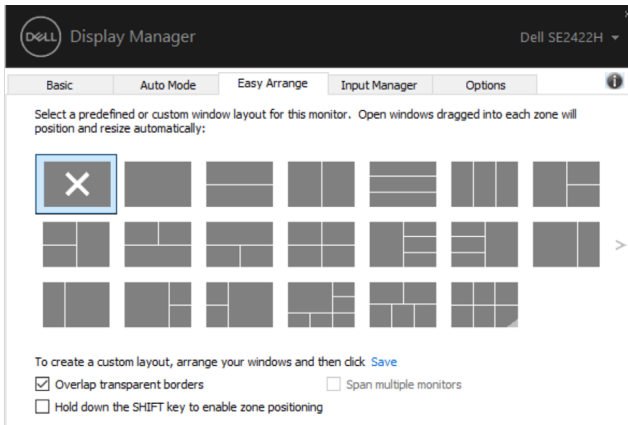 DELL Display Manager
Dell SE2422H
Basic Auto Mode Easy Arrange Input Manager Options
Select a predefined or custom window layout for this monitor. Open windows dragged into each zone will
position and resize automatically:
To create a custom layout, arrange your windows and then click Save
Overlap transparent borders
Span multiple monitors
Hold down the SHIFT key to enable zone positioning